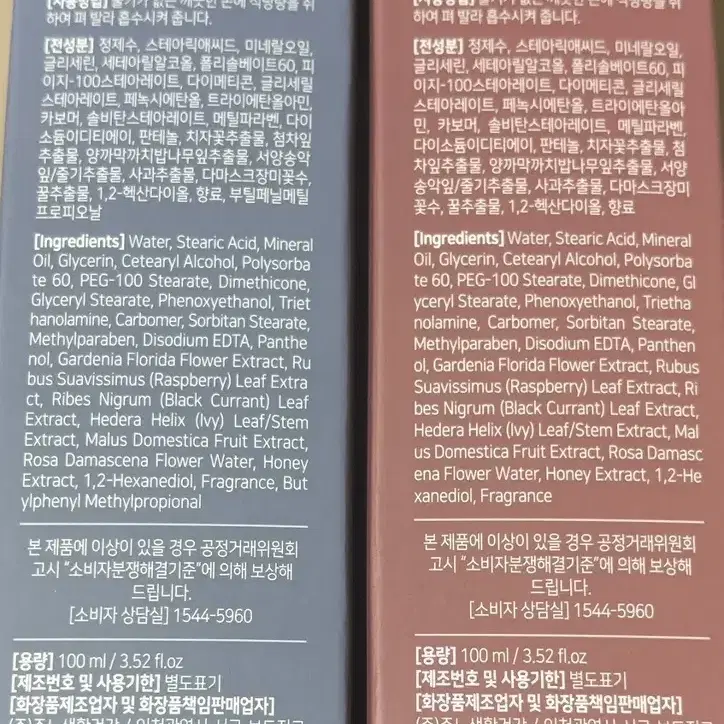 하여 펴 발라 흡수시켜 줍니다.
[전성분] 정제수, 스테아릭애씨드, 미네랄오일,
글리세린, 세테아릴알코올, 폴리솔베이트60, 피
이지-100스테아레이트, 다이메티콘, 글리세릴
스테아레이트, 페녹시에탄올, 트라이에탄올아민,
카보머, 솔비탄스테아레이트, 메틸파라벤, 다이
소듐이디티에이, 판테놀, 치자꽃추출물, 첨차잎
추출물, 양까막까치밥나무잎추출물, 서양송악
잎/줄기추출물, 사과추출물, 다마스크장미꽃수,
꿀추출물, 1,2-헥산다이올, 향료, 부틸페닐메틸
프로피오날
[Ingredients] Water, Stearic Acid, Mineral
Oil, Glycerin, Cetearyl Alcohol, Polysorba
te 60, PEG-100 Stearate, Dimethicone,
Glyceryl Stearate, Phenoxyethanol, Triet
hanolamine, Carbomer, Sorbitan Stearate,
Methylparaben, Disodium EDTA, Panthe
nol, Gardenia Florida Flower Extract, Ru
bus Suavissimus (Raspberry) Leaf Extra
ct, Ribes Nigrum (Black Currant) Leaf
Extract, Hedera Helix (Ivy) Leaf/Stem
Extract, Malus Domestica Fruit Extract,
Rosa Damascena Flower Water, Honey
Extract, 1,2-Hexanediol, Fragrance, But
ylphenyl Methylpropional
본 제품에 이상이 있을 경우 공정거래위원회
고시 “소비자분쟁해결기준”에 의해 보상해
드립니다.
[소비자 상담실] 1544-5960
[용량] 100 ml / 3.52 fl.oz
[제조번호 및 사용기한] 별도표기
[화장품제조업자 및 화장품책임판매업자]
하여 펴 발라 흡수시켜 줍니다.
[전성분] 정제수, 스테아릭애씨드, 미네랄오일,
글리세린, 세테아릴알코올, 폴리솔베이트60, 피
이지-100스테아레이트, 다이메티콘, 글리세릴
스테아레이트, 페녹시에탄올, 트라이에탄올아
민, 카보머, 솔비탄스테아레이트, 메틸파라벤,
다이소듐이디티에이, 판테놀, 치자꽃추출물, 첨
차잎추출물, 양까막까치밥나무잎추출물, 서양
송악잎/줄기추출물, 사과추출물, 다마스크장미
꽃수, 꿀추출물, 1,2-헥산다이올, 향료
[Ingredients] Water, Stearic Acid, Mineral
Oil, Glycerin, Cetearyl Alcohol, Polysorba
te 60, PEG-100 Stearate, Dimethicone, Gl
yceryl Stearate, Phenoxyethanol, Trietha
nolamine, Carbomer, Sorbitan Stearate,
Methylparaben, Disodium EDTA, Panthen
ol, Gardenia Florida Flower Extract, Rubus
Suavissimus (Raspberry) Leaf Extract, Ri
bes Nigrum (Black Currant) Leaf Extract,
Hedera Helix (Ivy) Leaf/Stem Extract, Mal
us Domestica Fruit Extract, Rosa Damasc
ena Flower Water, Honey Extract, 1,2-He
xanediol, Fragrance
본 제품에 이상이 있을 경우 공정거래위원회
고시 “소비자분쟁해결기준”에 의해 보상해
드립니다.
[소비자 상담실] 1544-5960
[용량] 100 ml / 3.52 fl.oz
[제조번호 및 사용기한] 별도표기
[화장품제조업자 및 화장품책임판매업자]